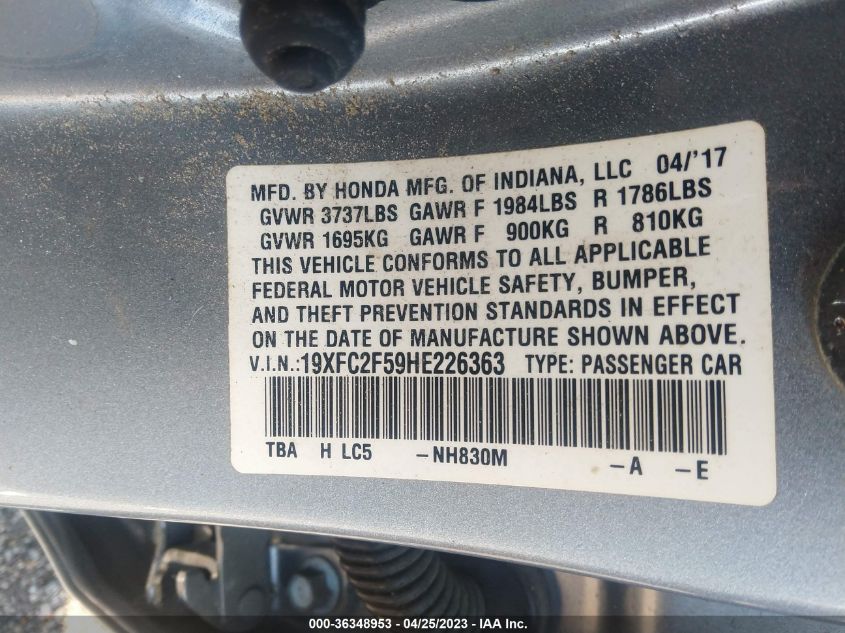 MFD. BY HONDA MFG. OF INDIANA, LLC 04/'17
GVWR 3737LBS GAWR F 1984LBS R 1786LBS
GVWR 1695KG GAWR F 900KG R 810KG
THIS VEHICLE CONFORMS TO ALL APPLICABLE
FEDERAL MOTOR VEHICLE SAFETY, BUMPER,
AND THEFT PREVENTION STANDARDS IN EFFECT
ON THE DATE OF MANUFACTURE SHOWN ABOVE.
V.I.N.:19XFC2F59HE226363 TYPE: PASSENGER CAR
TBA H LC5 -NH830M -A -E
000-36348953 - 04/25/2023 - IAA Inc.